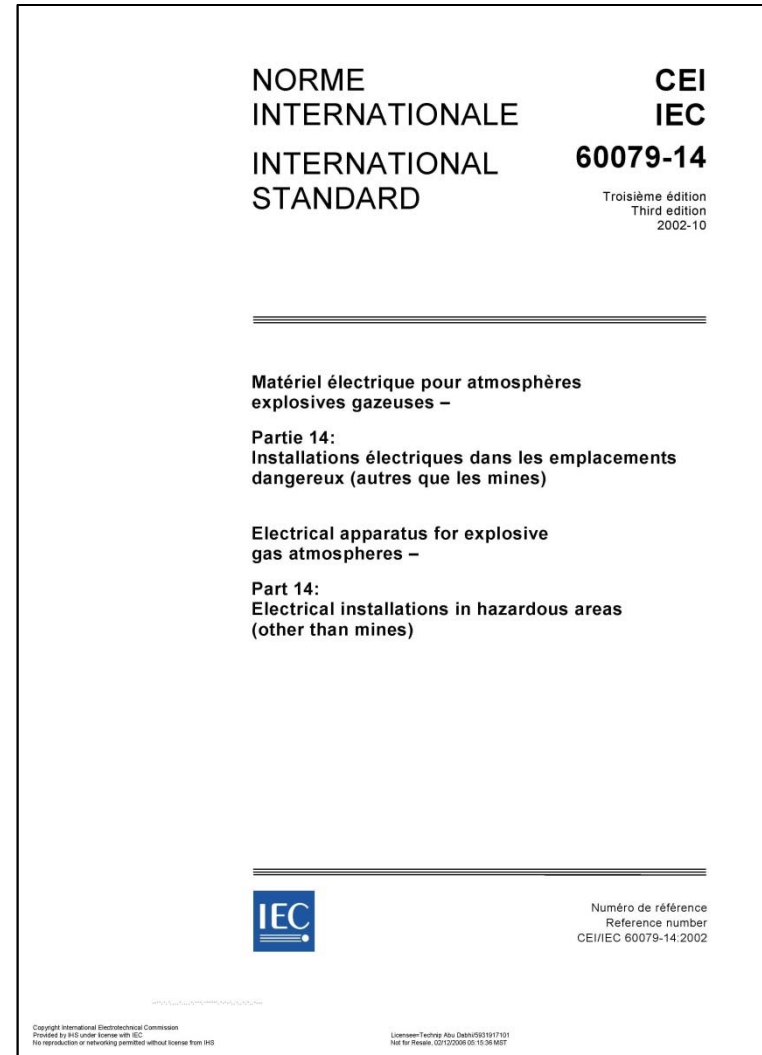 NORME
INTERNATIONALE
INTERNATIONAL
STANDARD
CEI
IEC
60079-14
Troisième édition
Third edition
2002-10
Matériel électrique pour atmosphères
explosives gazeuses –
Partie 14:
Installations électriques dans les emplacements
dangereux (autres que les mines)
Electrical apparatus for explosive
gas atmospheres –
Part 14:
Electrical installations in hazardous areas
(other than mines)
IEC
Numéro de référence
Reference number
CEI/IEC 60079-14:2002
Copyright International Electrotechnical Commission
Provided by IHS under license with IEC
No reproduction or networking permitted without license from IHS
Licensee=Technip Abu Dabhi/5931917101
Not for Resale, 02/12/2006 05:15:36 MST